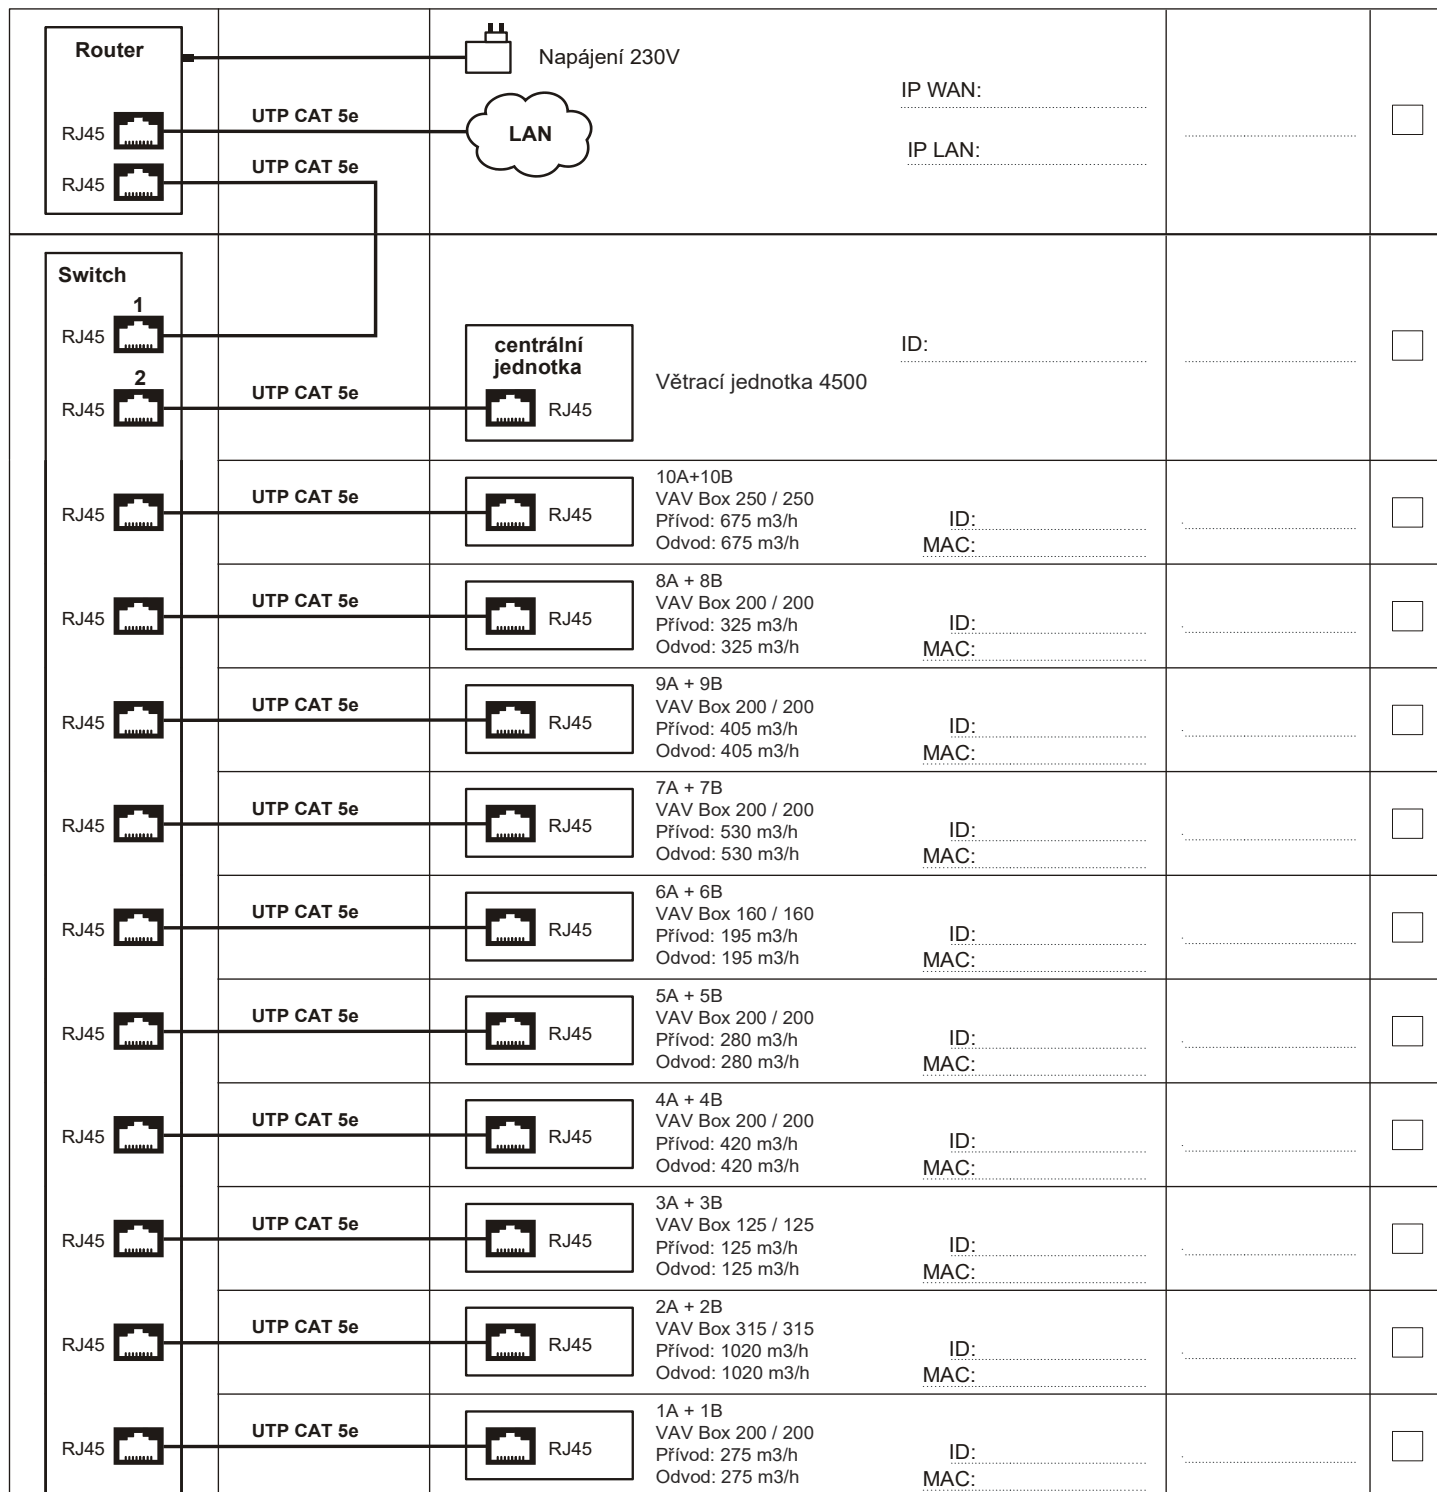 Router
Napájení 230V
IP WAN:
RJ45
UTP CAT 5e
LAN
IP LAN:
RJ45
UTP CAT 5e
Switch
1
RJ45
centrální
jednotka
ID:
2
RJ45
UTP CAT 5e
RJ45
Větrací jednotka 4500
RJ45
UTP CAT 5e
RJ45
10A+10B
VAV Box 250 / 250
Přívod: 675 m3/h
Odvod: 675 m3/h
ID:
MAC:
RJ45
UTP CAT 5e
RJ45
8A + 8B
VAV Box 200 / 200
Přívod: 325 m3/h
Odvod: 325 m3/h
ID:
MAC:
RJ45
UTP CAT 5e
RJ45
9A + 9B
VAV Box 200 / 200
Přívod: 405 m3/h
Odvod: 405 m3/h
ID:
MAC:
RJ45
UTP CAT 5e
RJ45
7A + 7B
VAV Box 200 / 200
Přívod: 530 m3/h
Odvod: 530 m3/h
ID:
MAC:
RJ45
UTP CAT 5e
RJ45
6A + 6B
VAV Box 160 / 160
Přívod: 195 m3/h
Odvod: 195 m3/h
ID:
MAC:
RJ45
UTP CAT 5e
RJ45
5A + 5B
VAV Box 200 / 200
Přívod: 280 m3/h
Odvod: 280 m3/h
ID:
MAC:
RJ45
UTP CAT 5e
RJ45
4A + 4B
VAV Box 200 / 200
Přívod: 420 m3/h
Odvod: 420 m3/h
ID:
MAC:
RJ45
UTP CAT 5e
RJ45
3A + 3B
VAV Box 125 / 125
Přívod: 125 m3/h
Odvod: 125 m3/h
ID:
MAC:
RJ45
UTP CAT 5e
RJ45
2A + 2B
VAV Box 315 / 315
Přívod: 1020 m3/h
Odvod: 1020 m3/h
ID:
MAC:
RJ45
UTP CAT 5e
RJ45
1A + 1B
VAV Box 200 / 200
Přívod: 275 m3/h
Odvod: 275 m3/h
ID:
MAC: